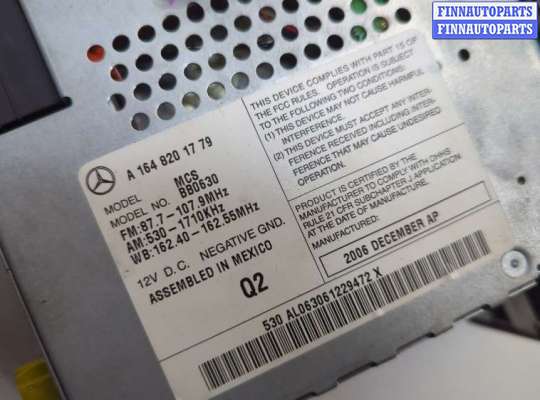 FINNAUTOPARTS
FINNAUTOPARTS
A 164 820 17 79
MODEL MCS
MODEL NO. BB0630
FM:87.7-107.9MHz
AM:530-1710KHz
WB:162.40-162.55MHz
12V D.C. NEGATIVE GND.
ASSEMBLED IN MEXICO
Q2
THIS DEVICE COMPLIES WITH PART 15 OF
THE FCC RULES. OPERATION IS SUBJECT
TO THE FOLLOWING TWO CONDITIONS:
(1) THIS DEVICE MAY NOT CAUSE HARMFUL
INTERFERENCE.
(2) THIS DEVICE MUST ACCEPT ANY INTER-
FERENCE RECEIVED INCLUDING INTER-
FERENCE THAT MAY CAUSE UNDESIRED
OPERATION.
PRODUCT IS CERTIFIED BY THE
MANUFACTURER TO COMPLY WITH DHHS
RULE 21 CFR SUBCHAPTER J APPLICABLE
AT THE DATE OF MANUFACTURE.
MANUFACTURED:
2006 DECEMBER AP
530 AL063061229472 X